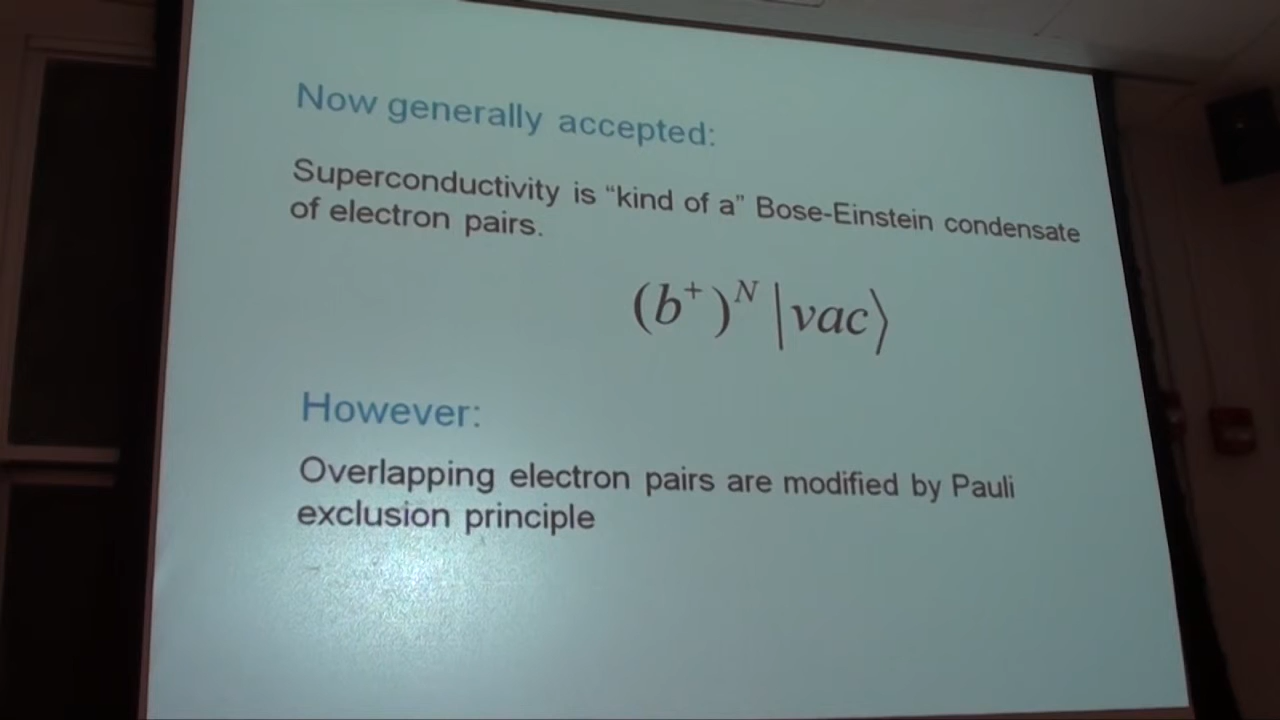 Now generally accepted:
Superconductivity is “kind of a” Bose-Einstein condensate
of electron pairs.
(b⁺)ᴺ |vac⟩
However:
Overlapping electron pairs are modified by Pauli
exclusion principle